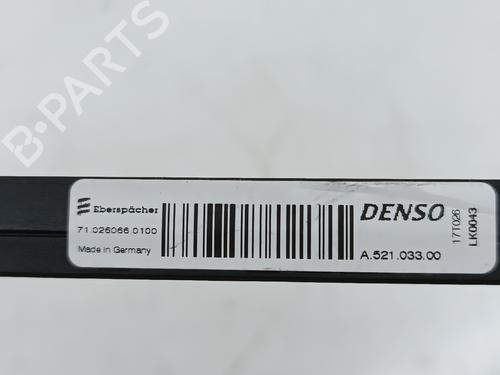 B-PARTS
Eberspächer
71.026066.0100
Made in Germany
DENSO
A.521.033.00
17T026
LK0043